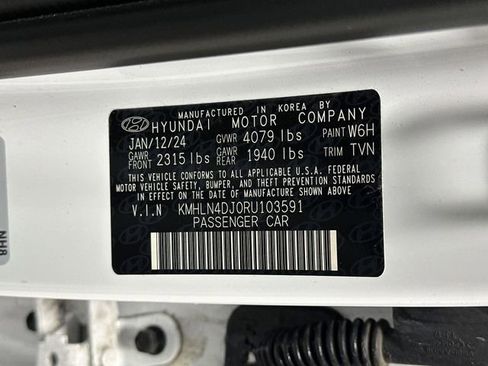 MANUFACTURED IN KOREA BY
HYUNDAI MOTOR COMPANY
JAN/12/24 GVWR 4079 lbs PAINT W6H
GAWR FRONT 2315 lbs GAWR REAR 1940 lbs TRIM TVN
THIS VEHICLE CONFORMS TO ALL APPLICABLE U.S.A. FEDERAL
MOTOR VEHICLE SAFETY, BUMPER, AND THEFT PREVENTION
STANDARDS IN EFFECT ON THE DATE OF MANUFACTURE SHOWN ABOVE.
V.I.N KMHLN4DJ0RU103591
PASSENGER CAR
NH8